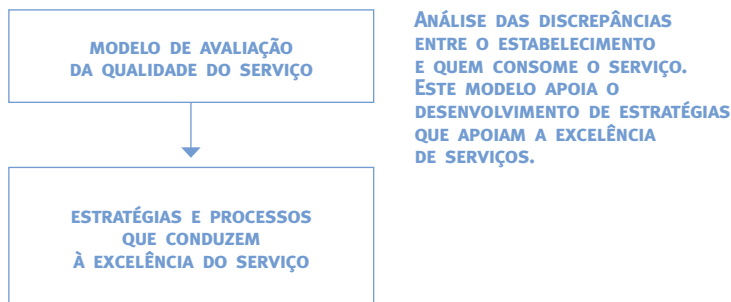 MODELO DE AVALIAÇÃO
DA QUALIDADE DO SERVIÇO
ANÁLISE DAS DISCREPÂNCIAS
ENTRE O ESTABELECIMENTO
E QUEM CONSOME O SERVIÇO.
ESTE MODELO APOIA O
DESENVOLVIMENTO DE ESTRATÉGIAS
QUE APOIAM A EXCELÊNCIA
DE SERVIÇOS.
ESTRATÉGIAS E PROCESSOS
QUE CONDUZEM
À EXCELÊNCIA DO SERVIÇO